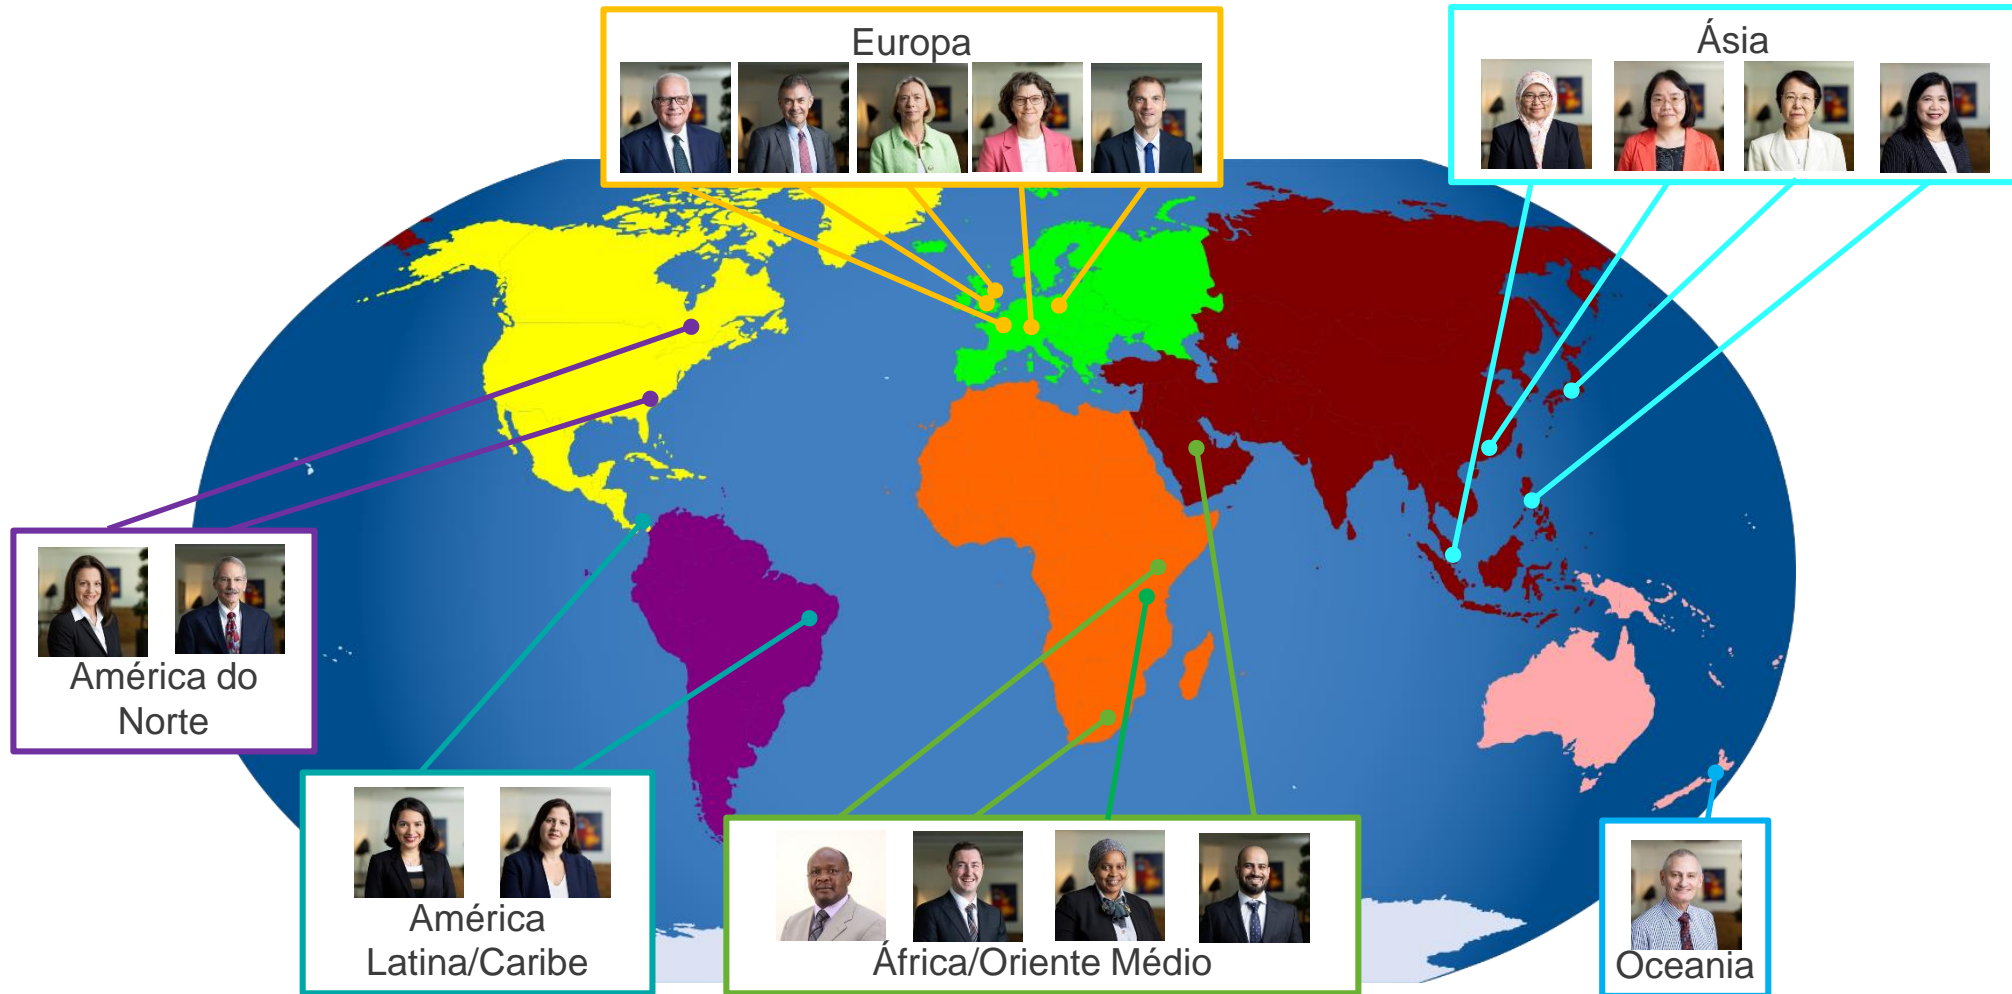 Europa
Ásia
América do
Norte
América
Latina/Caribe
África/Oriente Médio
Oceania